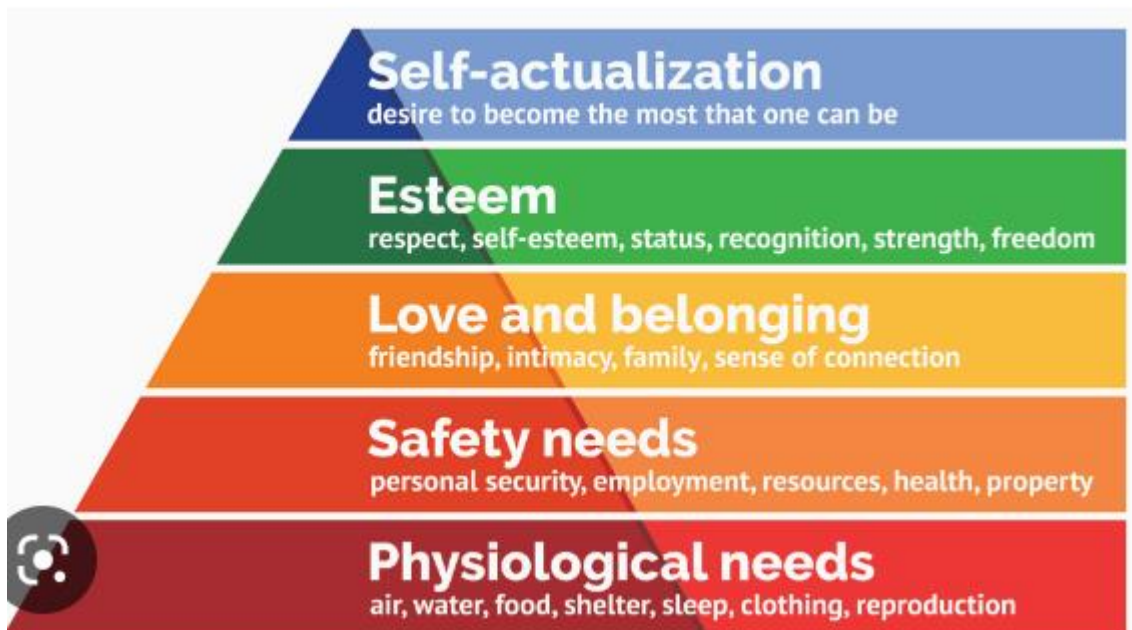 Self-actualization
desire to become the most that one can be
Esteem
respect, self-esteem, status, recognition, strength, freedom
Love and belonging
friendship, intimacy, family, sense of connection
Safety needs
personal security, employment, resources, health, property
Physiological needs
air, water, food, shelter, sleep, clothing, reproduction